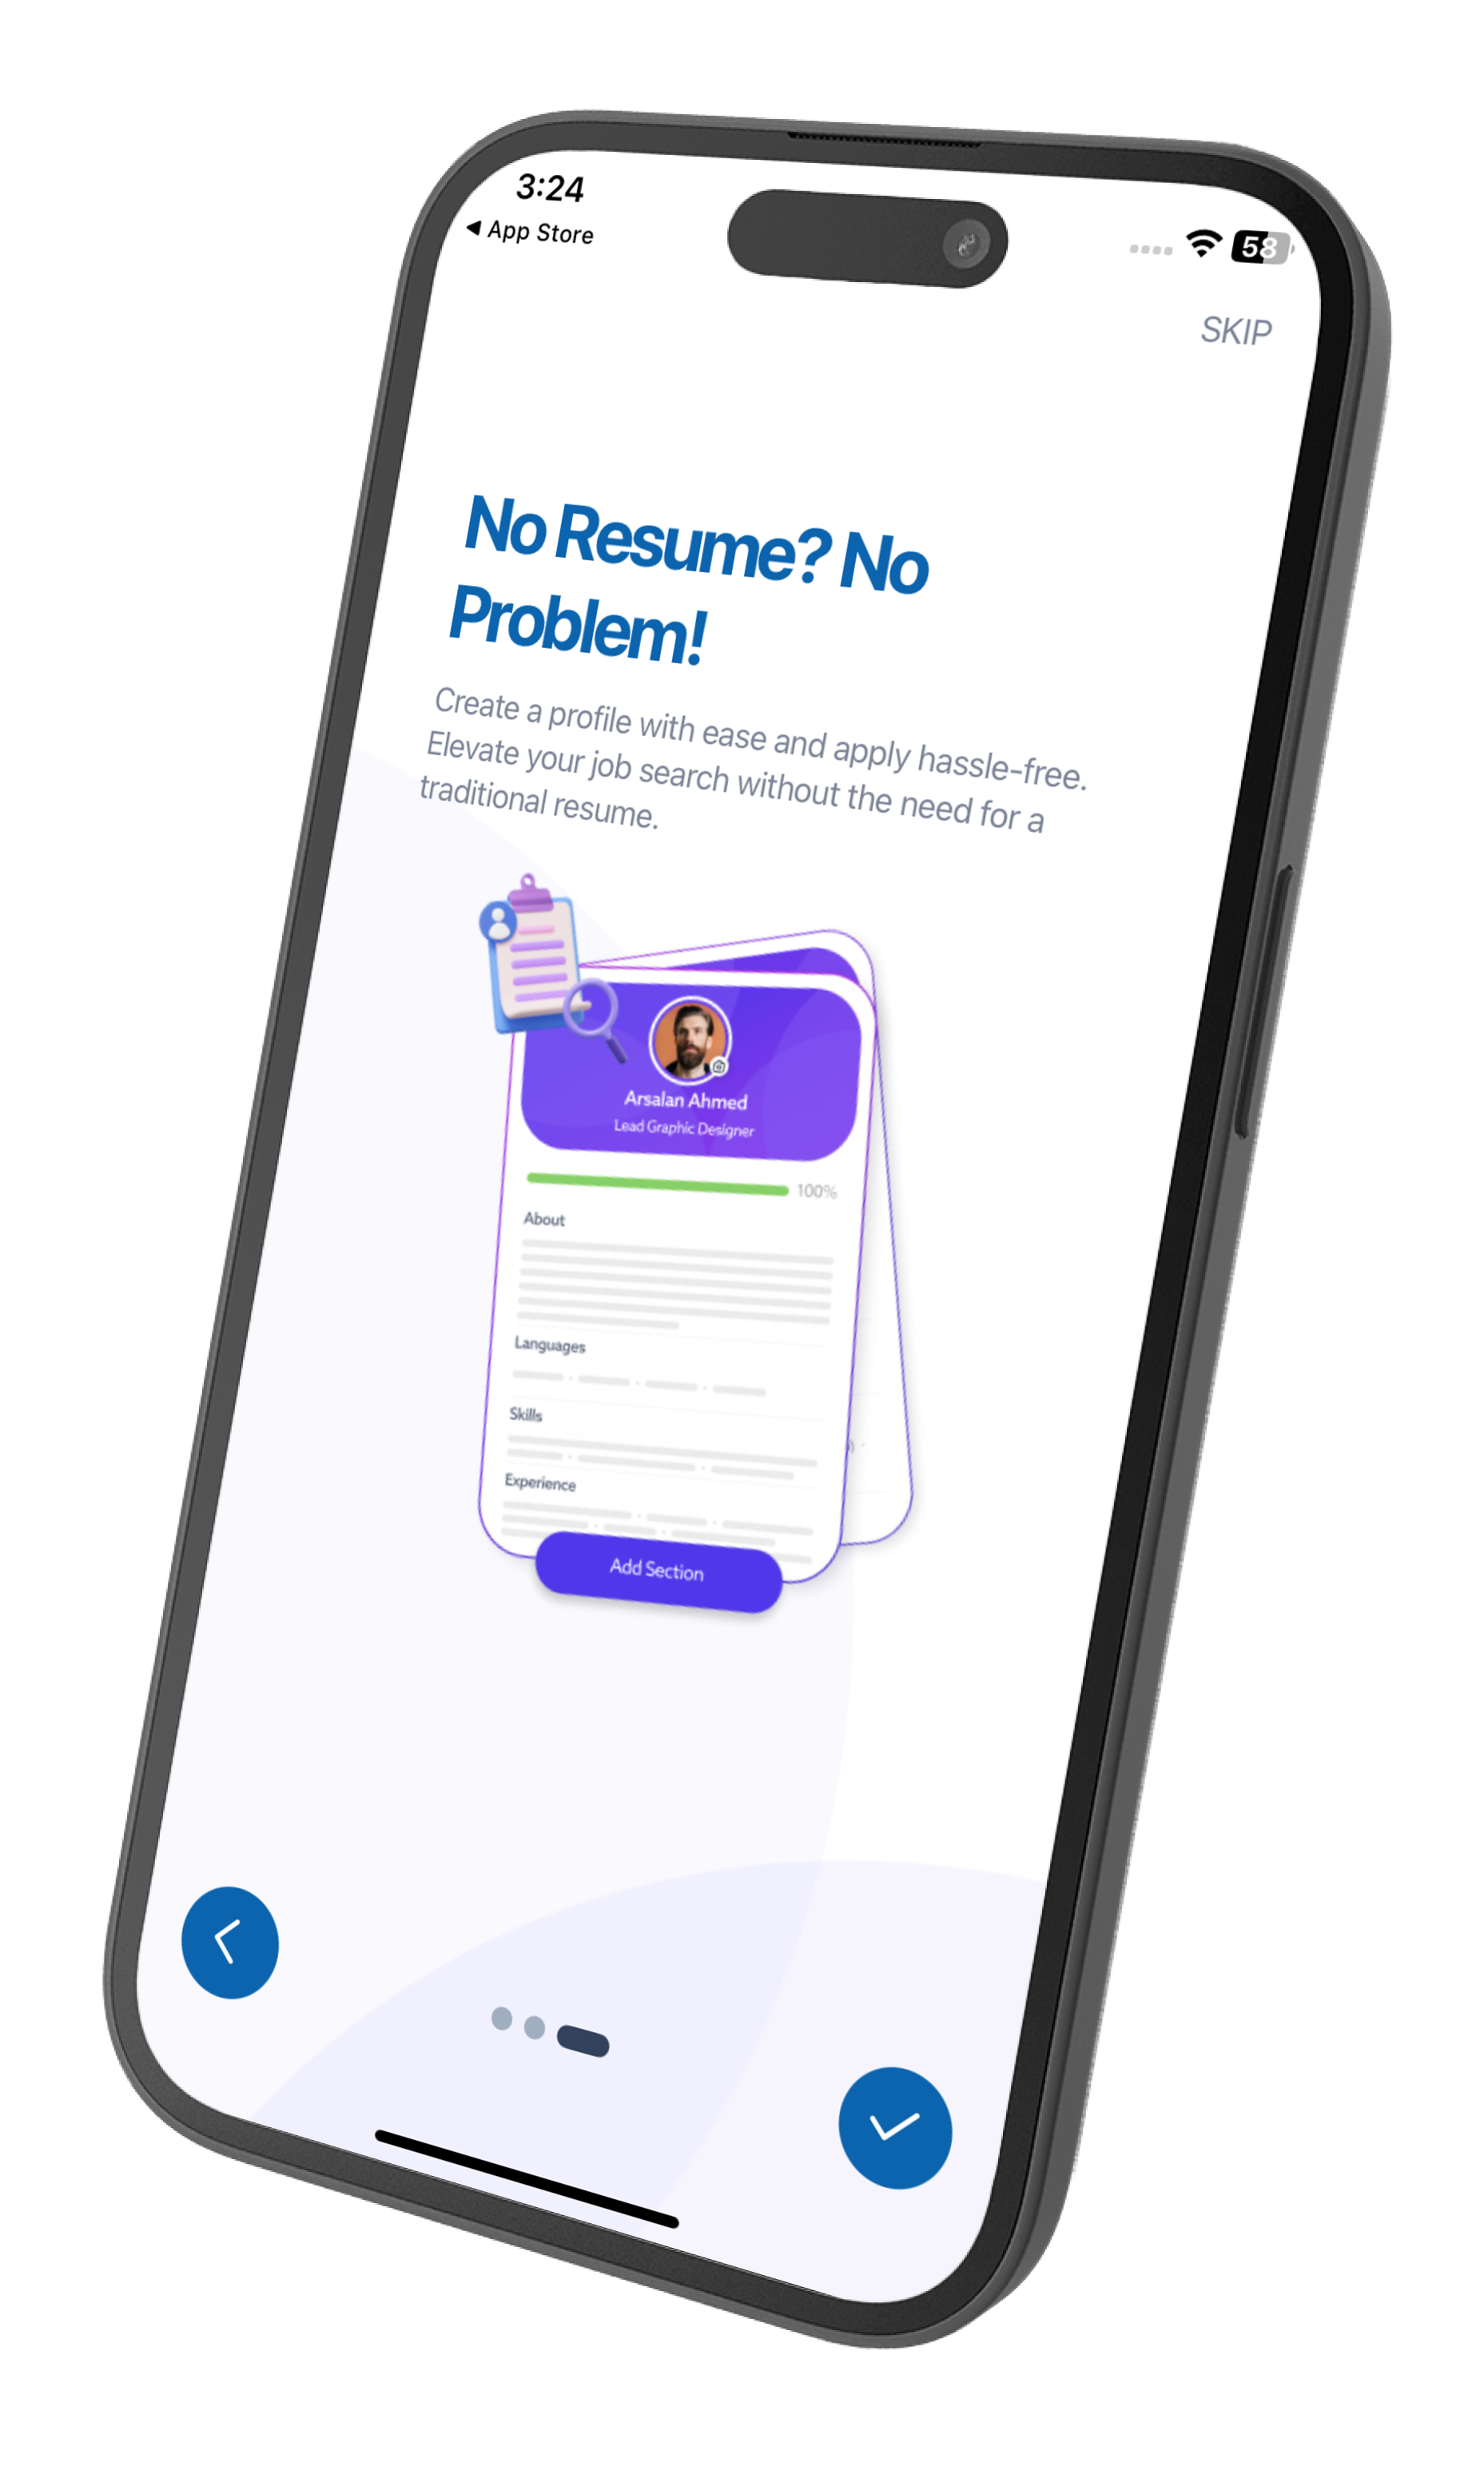 3:24
◀ App Store
58
SKIP
No Resume? No
Problem!
Create a profile with ease and apply hassle-free.
Elevate your job search without the need for a
traditional resume.
Arsalan Ahmed
Lead Graphic Designer
100%
About
Languages
Skills
Experience
Add Section